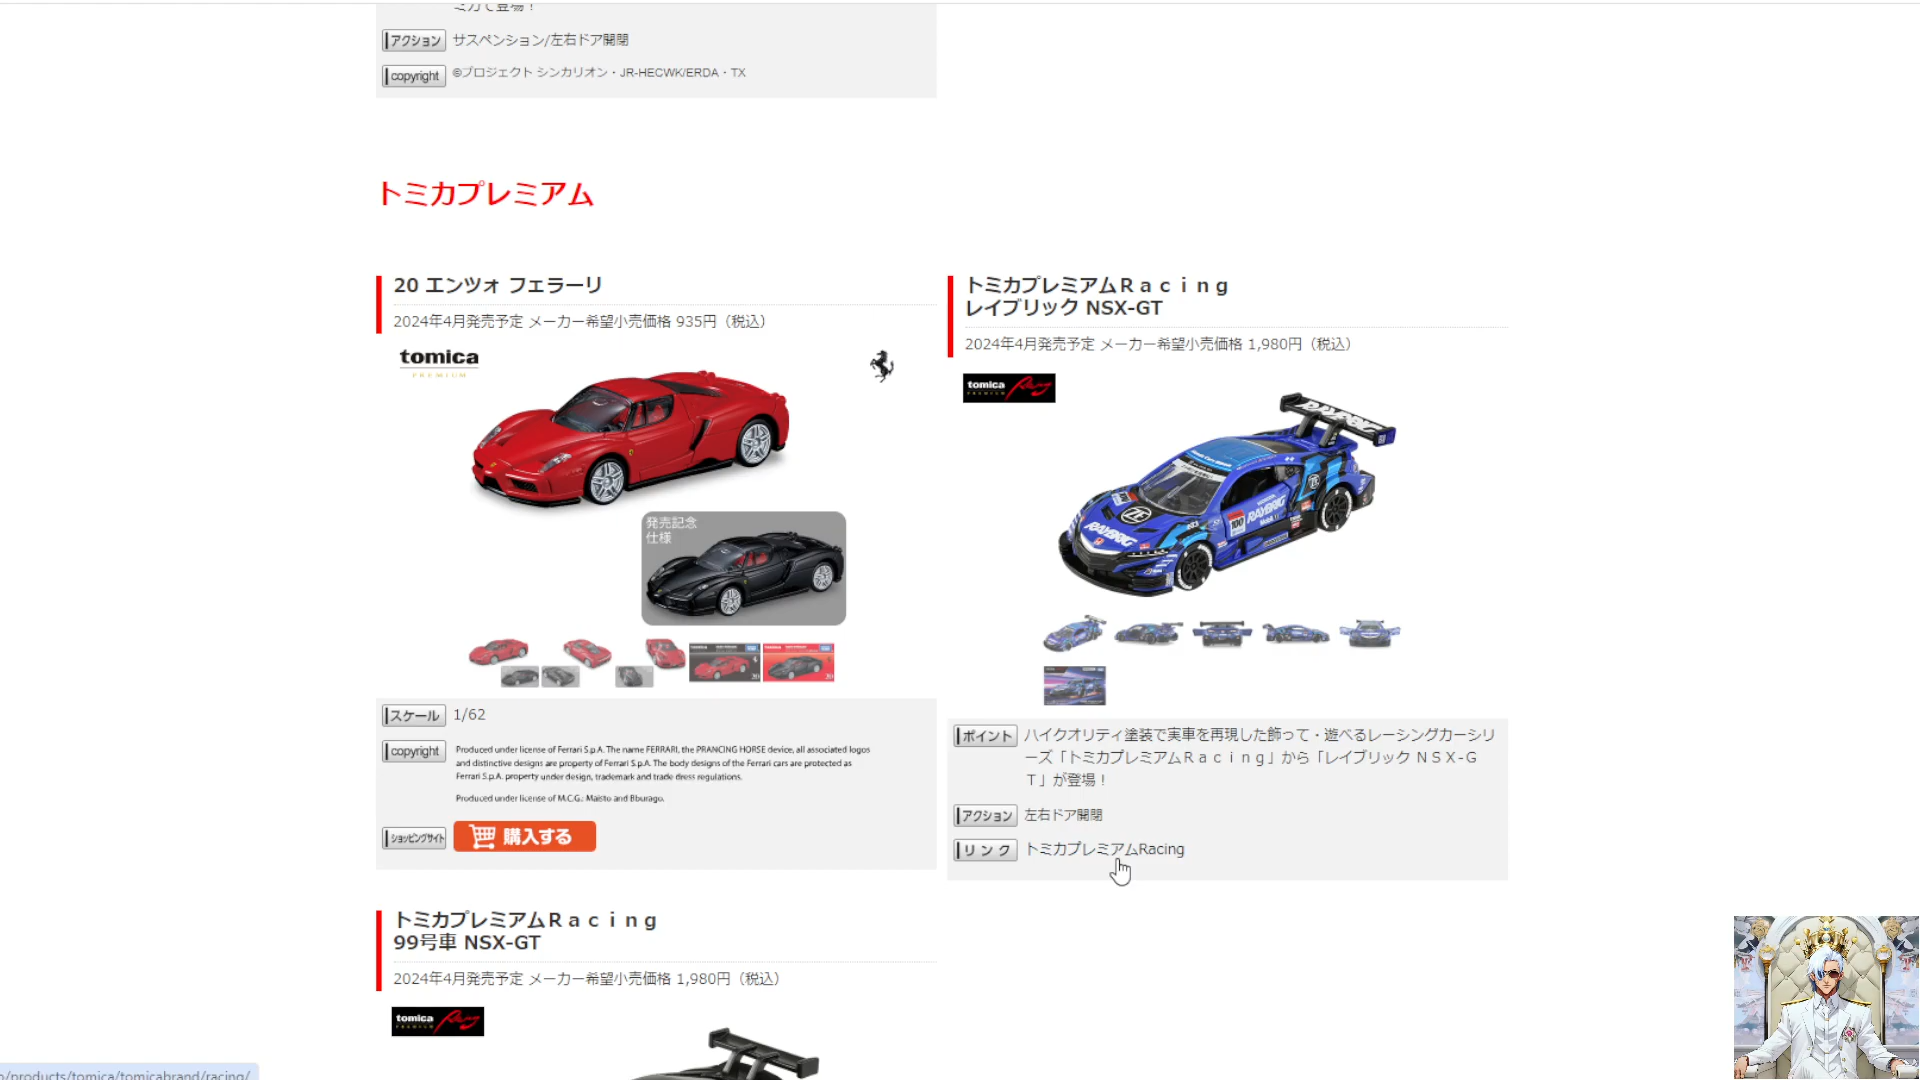 アクション サスペンション/左右ドア開閉
copyright ©プロジェクト シンカリオン・JR-HECWK/ERDA・TX
トミカプレミアム
20 エンツォ フェラーリ
2024年4月発売予定 メーカー希望小売価格 935円（税込）
tomica
PREMIUM
発売記念
仕様
スケール 1/62
copyright Produced under license of Ferrari S.p.A. The name FERRARI, the PRANCING HORSE device, all associated logos
and distinctive designs are property of Ferrari S.p.A. The body designs of the Ferrari cars are protected as
Ferrari S.p.A. property under design, trademark and trade dress regulations.
Produced under license of M.C.G.: Maisto and Bburago.
ショッピングサイト 購入する
トミカプレミアムＲａｃｉｎｇ
レイブリック NSX-GT
2024年4月発売予定 メーカー希望小売価格 1,980円（税込）
tomica Racing
PREMIUM
RAYBRIG
RAYBRIG
100
RAYBRIG
ポイント ハイクオリティ塗装で実車を再現した飾って・遊べるレーシングカーシリ
ーズ「トミカプレミアムＲａｃｉｎｇ」から「レイブリック ＮＳＸ-Ｇ
Ｔ」が登場！
アクション 左右ドア開閉
リンク トミカプレミアムRacing
トミカプレミアムＲａｃｉｎｇ
99号車 NSX-GT
2024年4月発売予定 メーカー希望小売価格 1,980円（税込）
tomica Racing
PREMIUM
/products/tomica/tomicabrand/racing/